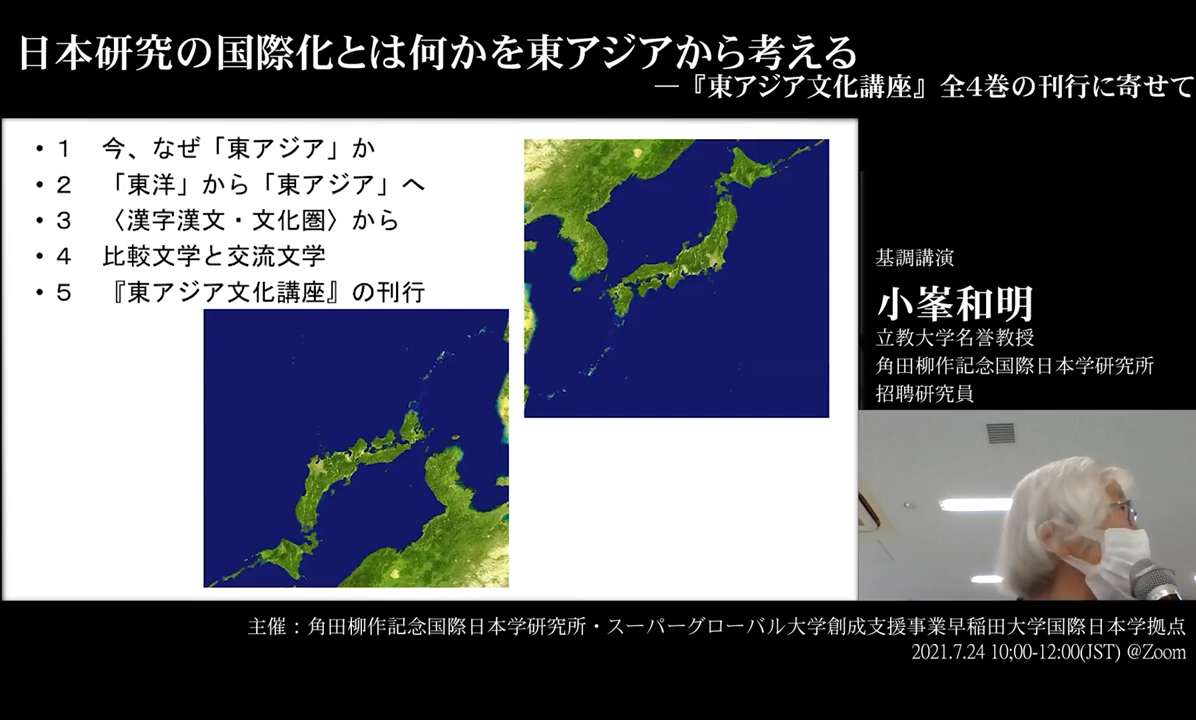 日本研究の国際化とは何かを東アジアから考える
―『東アジア文化講座』全4巻の刊行に寄せて
• 1　今、なぜ「東アジア」か
• 2　「東洋」から「東アジア」へ
• 3　〈漢字漢文・文化圏〉から
• 4　比較文学と交流文学
• 5　『東アジア文化講座』の刊行
基調講演
小峯和明
立教大学名誉教授
角田柳作記念国際日本学研究所
招聘研究員
主催：角田柳作記念国際日本学研究所・スーパーグローバル大学創成支援事業早稲田大学国際日本学拠点
2021.7.24 10;00-12:00(JST) @Zoom